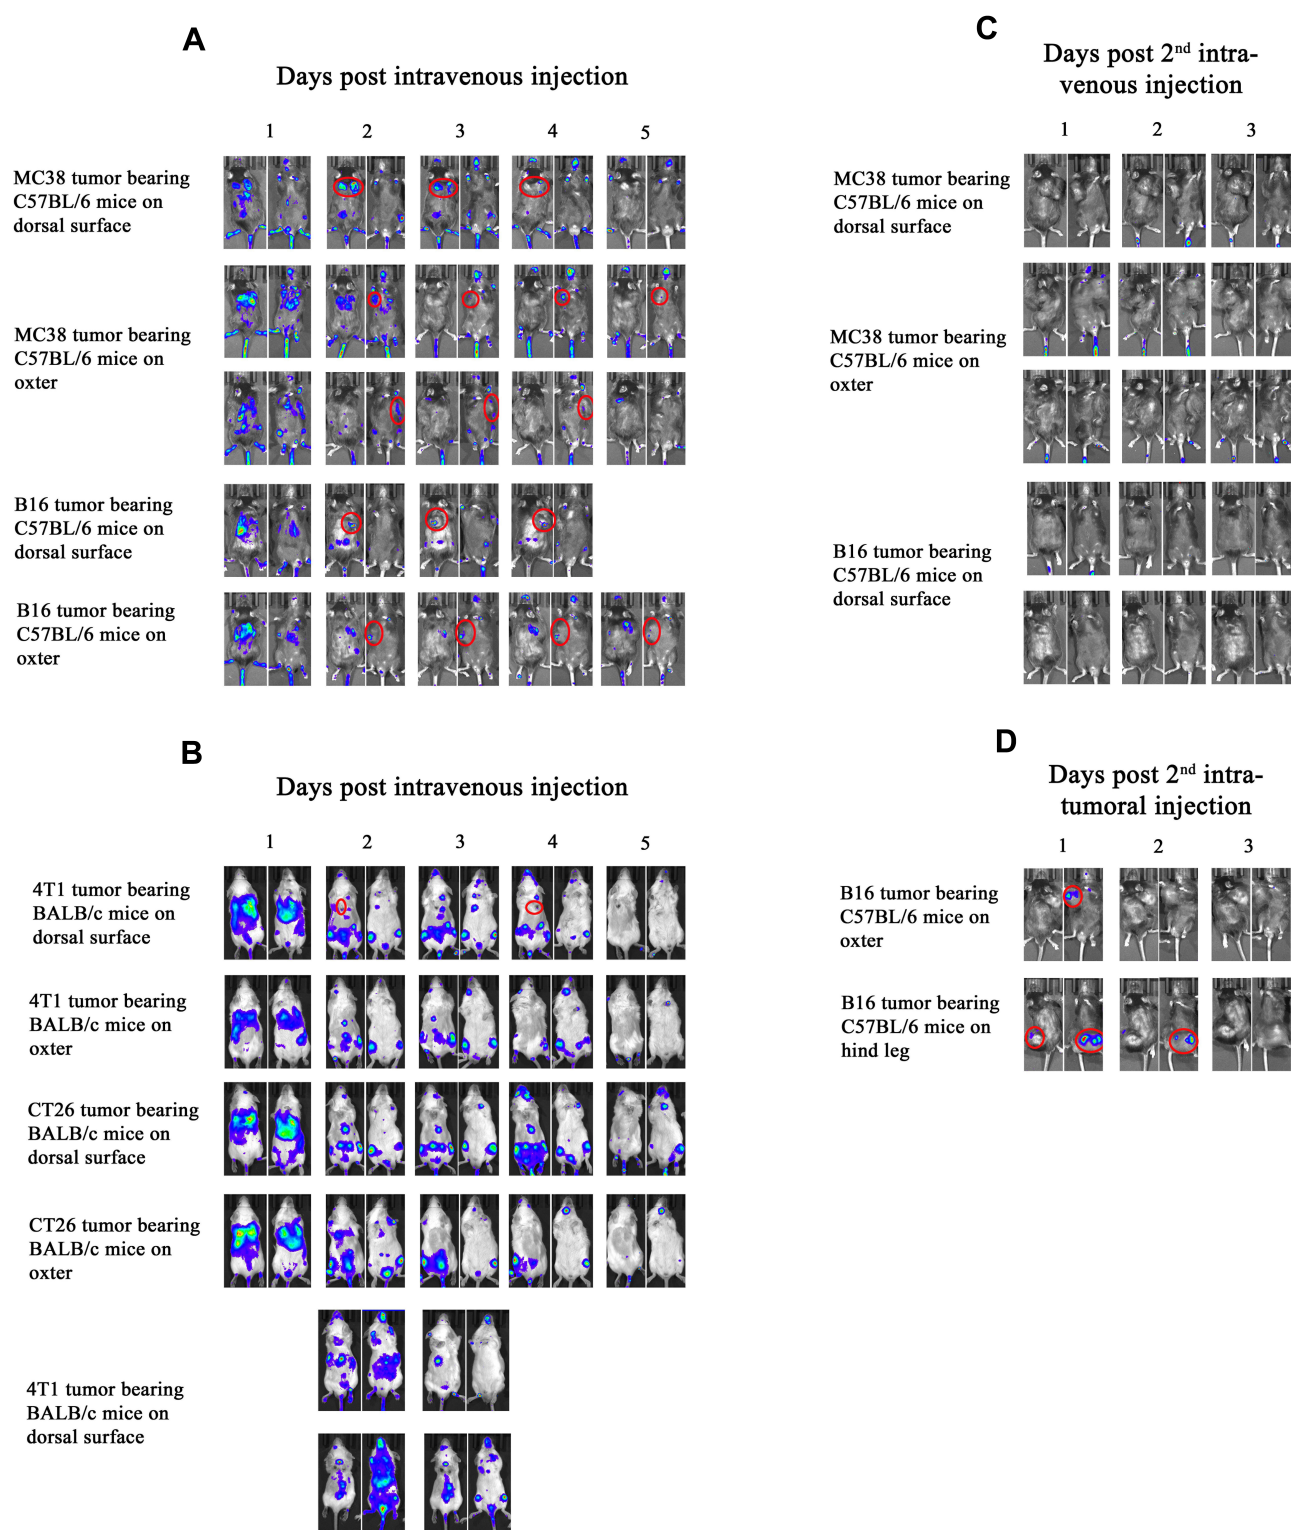 A
Days post intravenous injection
1 2 3 4 5
MC38 tumor bearing
C57BL/6 mice on
dorsal surface
MC38 tumor bearing
C57BL/6 mice on
oxter
B16 tumor bearing
C57BL/6 mice on
dorsal surface
B16 tumor bearing
C57BL/6 mice on
oxter
B
Days post intravenous injection
1 2 3 4 5
4T1 tumor bearing
BALB/c mice on
dorsal surface
4T1 tumor bearing
BALB/c mice on
oxter
CT26 tumor bearing
BALB/c mice on
dorsal surface
CT26 tumor bearing
BALB/c mice on
oxter
4T1 tumor bearing
BALB/c mice on
dorsal surface
C
Days post 2nd intra-
venous injection
1 2 3
MC38 tumor bearing
C57BL/6 mice on
dorsal surface
MC38 tumor bearing
C57BL/6 mice on
oxter
B16 tumor bearing
C57BL/6 mice on
dorsal surface
D
Days post 2nd intra-
tumoral injection
1 2 3
B16 tumor bearing
C57BL/6 mice on
oxter
B16 tumor bearing
C57BL/6 mice on
hind leg